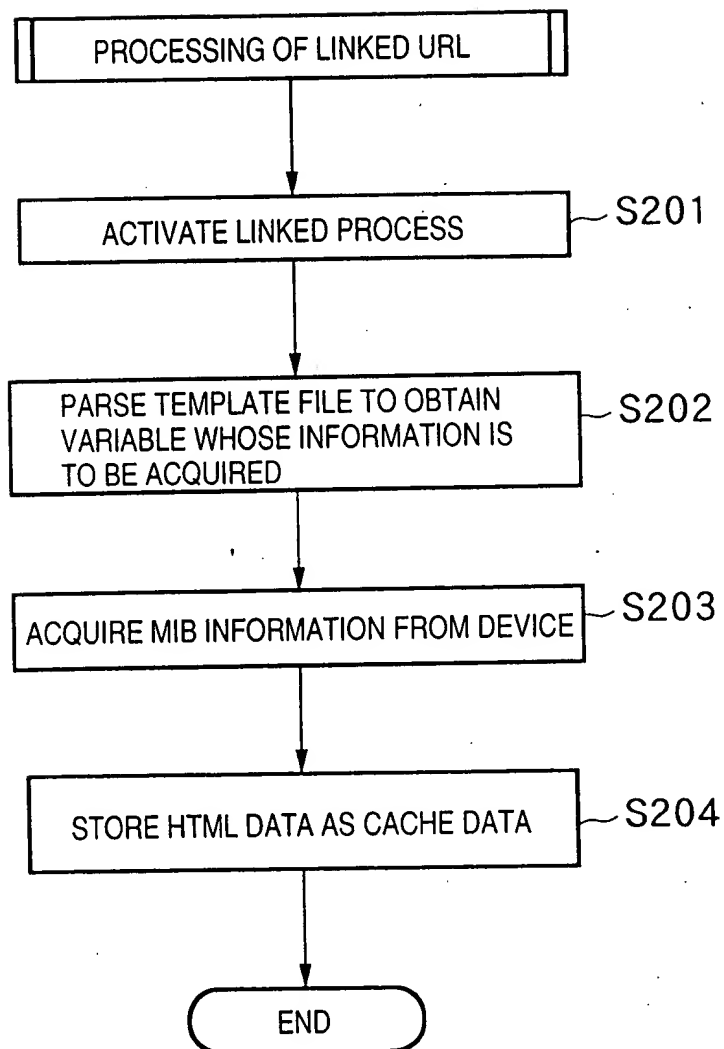 PROCESSING OF LINKED URL
ACTIVATE LINKED PROCESS
S201
PARSE TEMPLATE FILE TO OBTAIN
VARIABLE WHOSE INFORMATION IS
TO BE ACQUIRED
S202
ACQUIRE MIB INFORMATION FROM DEVICE
S203
STORE HTML DATA AS CACHE DATA
S204
END